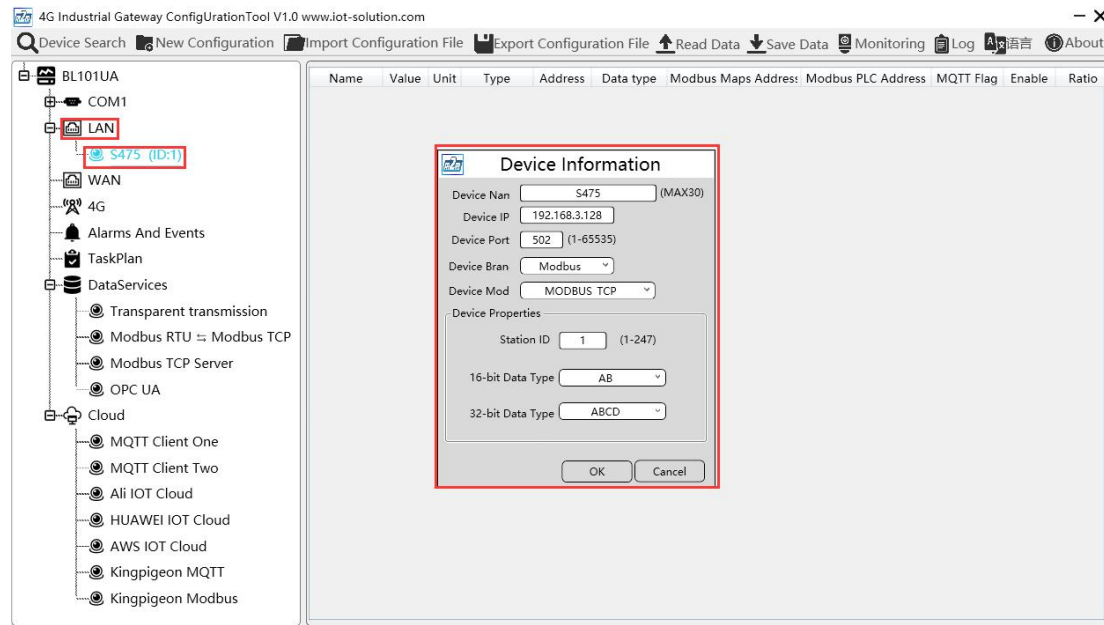 4G Industrial Gateway ConfigUrationTool V1.0 www.iot-solution.com
Device Search New Configuration Import Configuration File Export Configuration File Read Data Save Data Monitoring Log 语言 About
BL101UA
COM1
LAN
S475 (ID:1)
WAN
4G
Alarms And Events
TaskPlan
DataServices
Transparent transmission
Modbus RTU ⇆ Modbus TCP
Modbus TCP Server
OPC UA
Cloud
MQTT Client One
MQTT Client Two
Ali IOT Cloud
HUAWEI IOT Cloud
AWS IOT Cloud
Kingpigeon MQTT
Kingpigeon Modbus
Name Value Unit Type Address Data type Modbus Maps Address Modbus PLC Address MQTT Flag Enable Ratio
Device Information
Device Nan S475 (MAX30)
Device IP 192.168.3.128
Device Port 502 (1-65535)
Device Bran Modbus
Device Mod MODBUS TCP
Device Properties
Station ID 1 (1-247)
16-bit Data Type AB
32-bit Data Type ABCD
OK Cancel